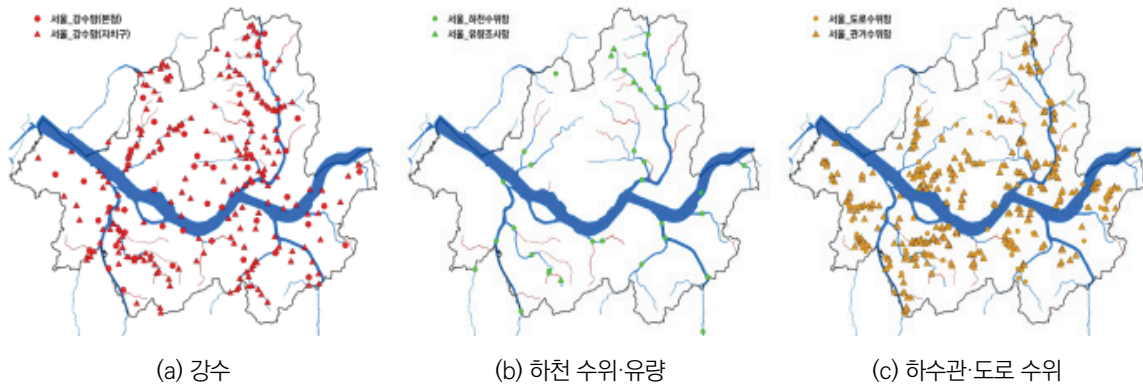 서울_강수량(본청)
서울_강수량(자치구)
서울_하천수위량
서울_유량조사량
서울_도로수위량
서울_관거수위량
(a) 강수
(b) 하천 수위·유량
(c) 하수관·도로 수위